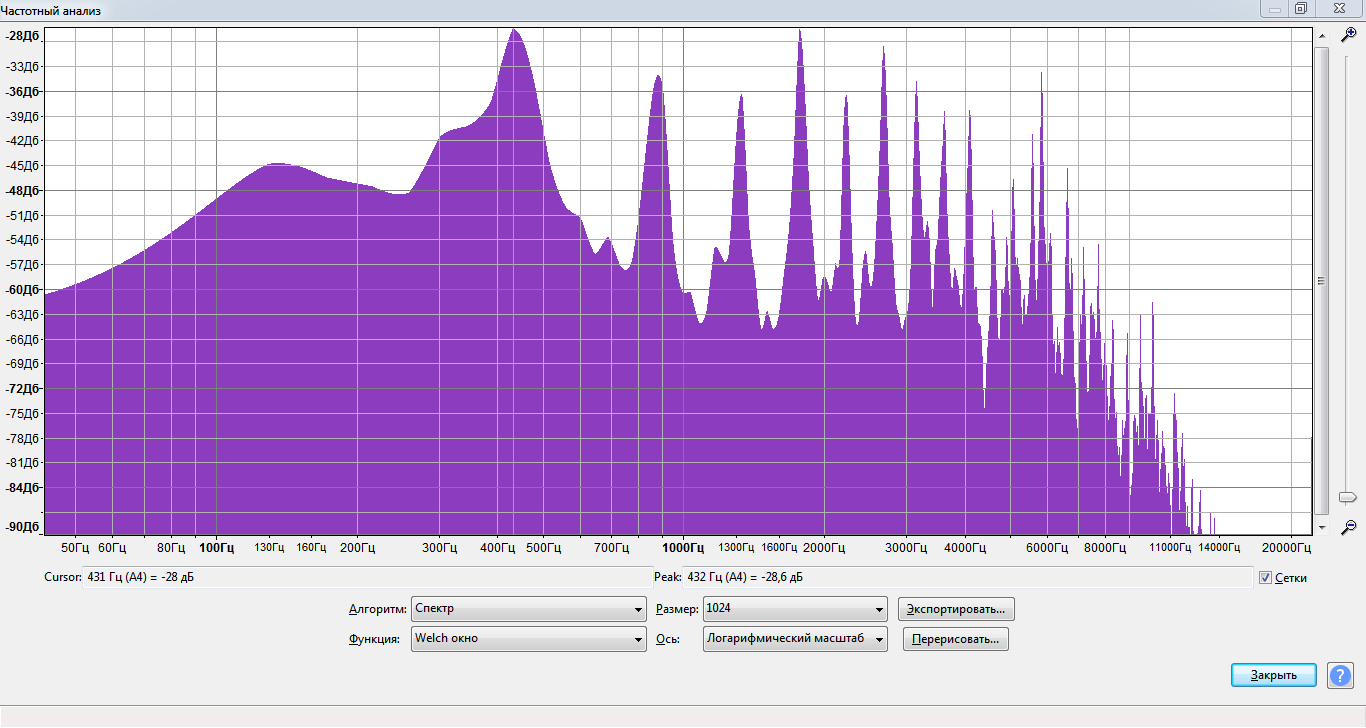 Частотный анализ
-28Дб
-33Дб
-36Дб
-39Дб
-42Дб
-45Дб
-48Дб
-51Дб
-54Дб
-57Дб
-60Дб
-63Дб
-66Дб
-69Дб
-72Дб
-75Дб
-78Дб
-81Дб
-84Дб
-90Дб
50Гц 60Гц 80Гц 100Гц 130Гц 160Гц 200Гц 300Гц 400Гц 500Гц 700Гц 1000Гц 1300Гц 1600Гц 2000Гц 3000Гц 4000Гц 6000Гц 8000Гц 11000Гц 14000Гц 20000Гц
Cursor: 431 Гц (A4) = -28 дБ Peak: 432 Гц (A4) = -28,6 дБ Сетки
Алгоритм: Спектр Размер: 1024 Экспортировать...
Функция: Welch окно Ось: Логарифмический масштаб Перерисовать...
Закрыть ?